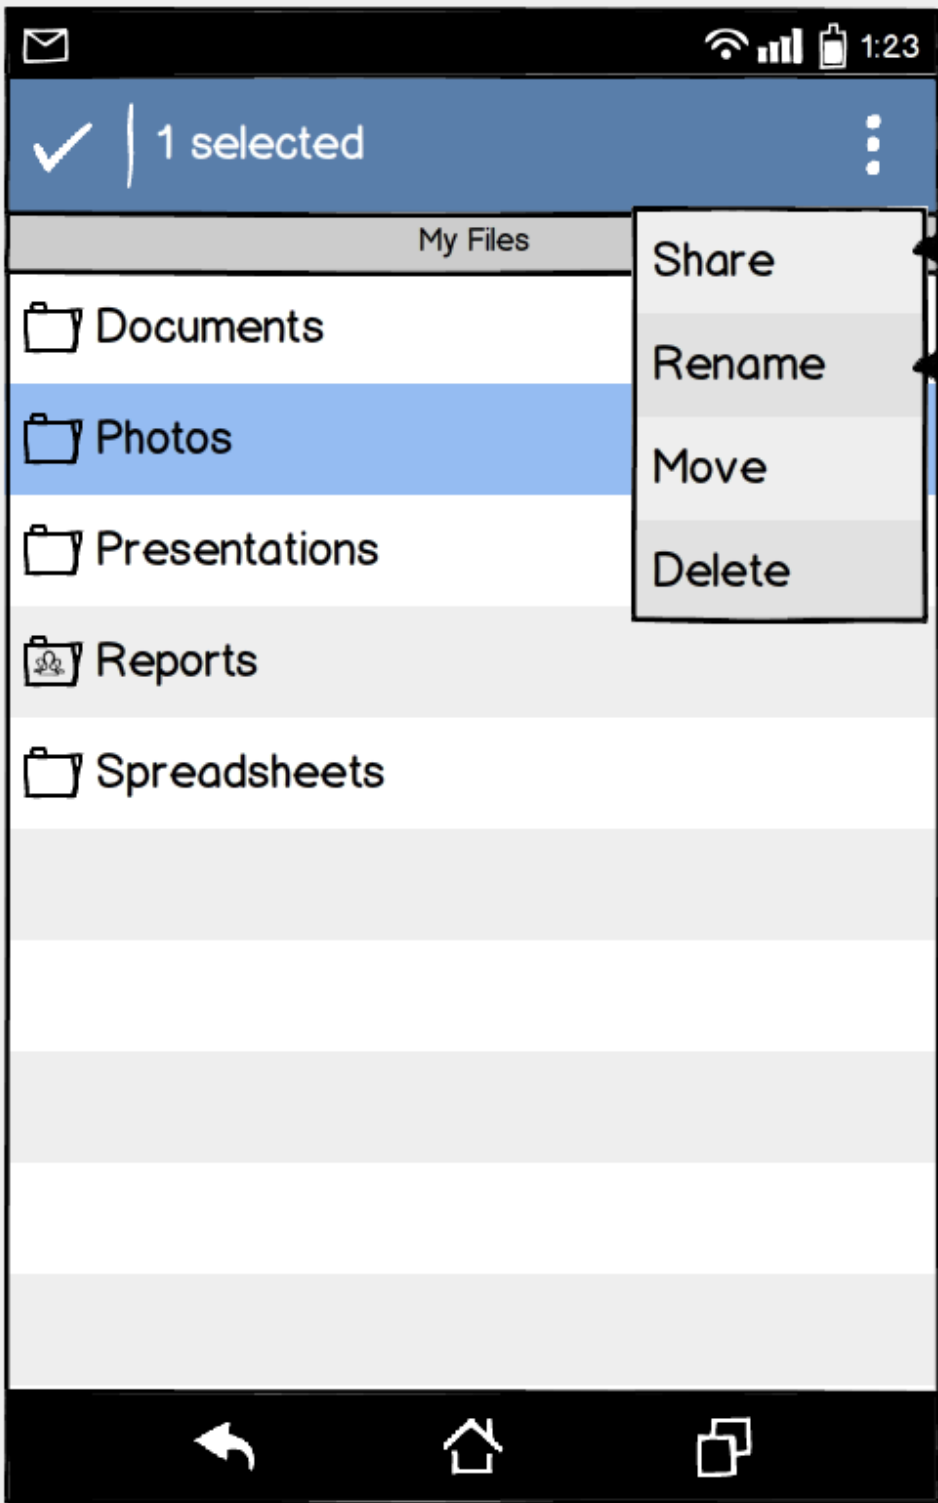 1:23
1 selected
My Files
Share
Rename
Move
Delete
Documents
Photos
Presentations
Reports
Spreadsheets